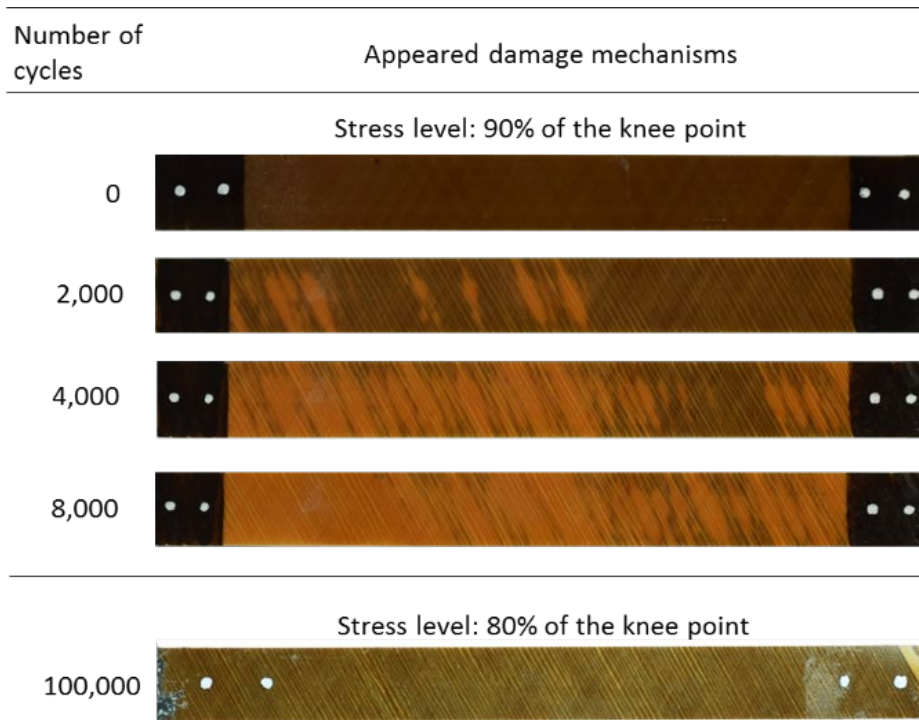 Number of
cycles
Appeared damage mechanisms
Stress level: 90% of the knee point
0
2,000
4,000
8,000
Stress level: 80% of the knee point
100,000